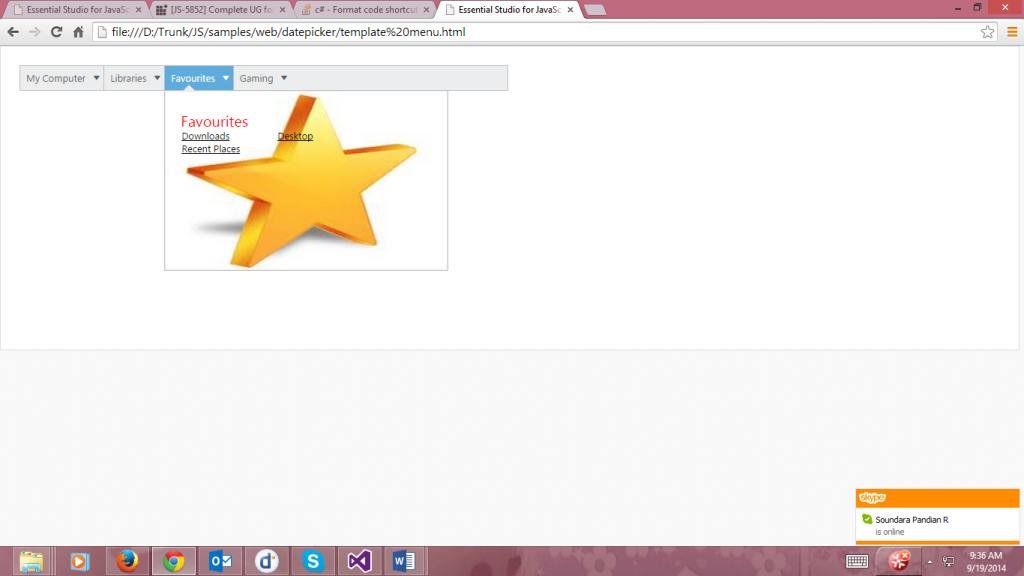 Essential Studio for JavaSc
[JS-5852] Complete UG fo
c# - Format code shortcut
Essential Studio for JavaSc
file:///D:/Trunk/JS/samples/web/datepicker/template%20menu.html
My Computer Libraries Favourites Gaming
Favourites
Downloads Desktop
Recent Places
skype
Soundara Pandian R
is online
9:36 AM
9/19/2014